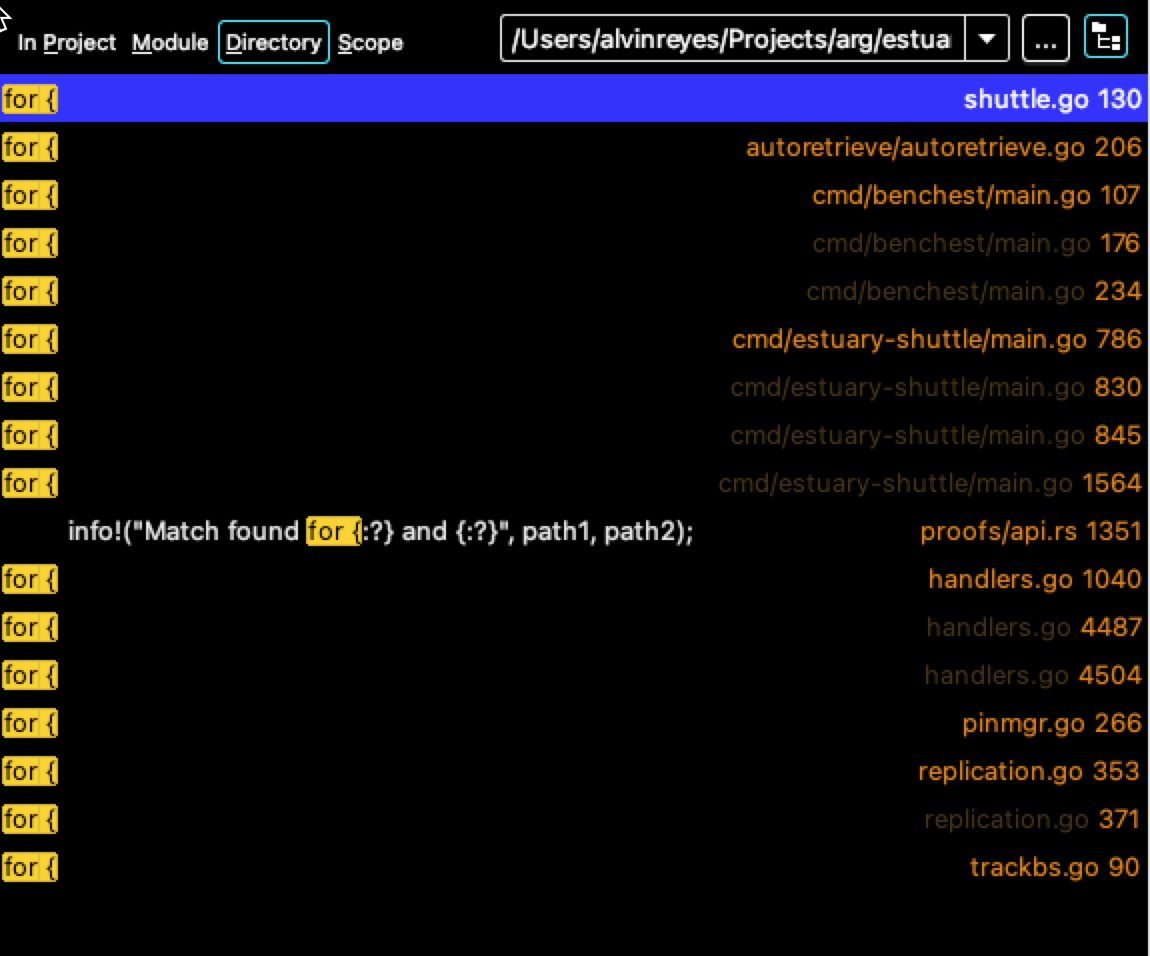 In Project Module Directory Scope /Users/alvinreyes/Projects/arg/estua ...
for { shuttle.go 130
for { autoretrieve/autoretrieve.go 206
for { cmd/benchest/main.go 107
for { cmd/benchest/main.go 176
for { cmd/benchest/main.go 234
for { cmd/estuary-shuttle/main.go 786
for { cmd/estuary-shuttle/main.go 830
for { cmd/estuary-shuttle/main.go 845
for { cmd/estuary-shuttle/main.go 1564
info!("Match found for {:?} and {:?}", path1, path2); proofs/api.rs 1351
for { handlers.go 1040
for { handlers.go 4487
for { handlers.go 4504
for { pinmgr.go 266
for { replication.go 353
for { replication.go 371
for { trackbs.go 90